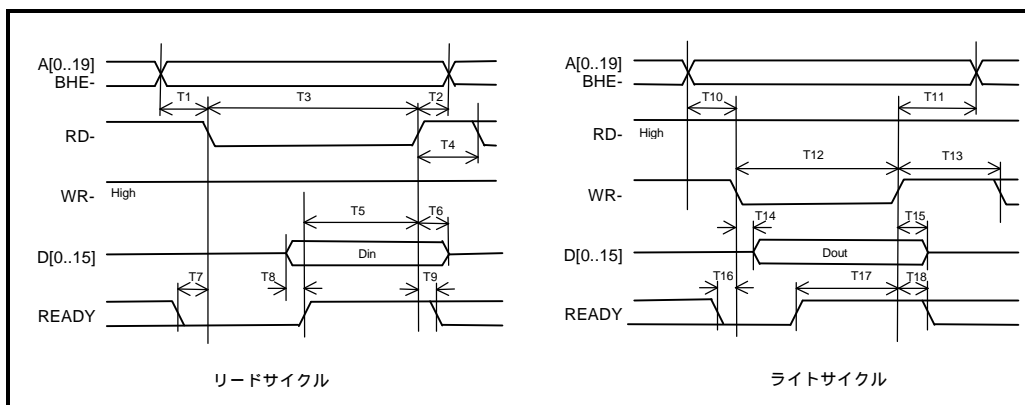 A[0..19]
BHE-
T1
T3
T2
RD-
T4
WR-
High
T5
T6
D[0..15]
Din
T7
T8
T9
READY
リードサイクル
A[0..19]
BHE-
T10
T11
RD-
High
T12
T13
WR-
T14
T15
D[0..15]
Dout
T16
T17
T18
READY
ライトサイクル